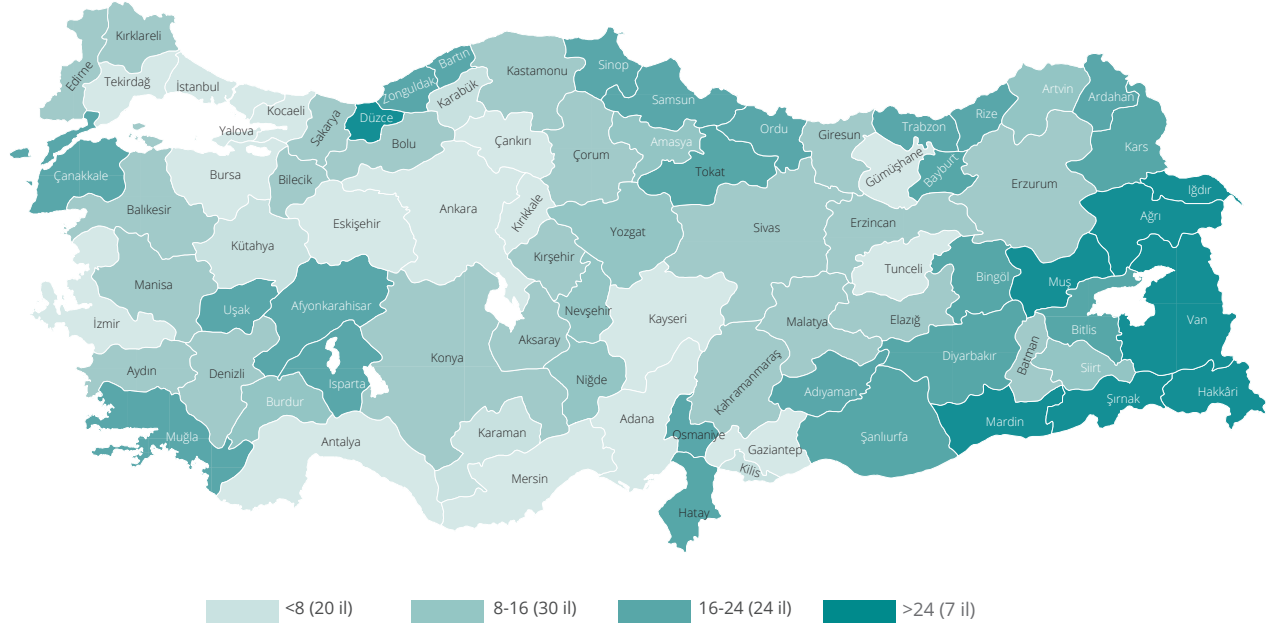 Kırklareli
Edirne
Tekirdağ
İstanbul
Kocaeli
Yalova
Sakarya
Düzce
Zonguldak
Bartın
Karabük
Kastamonu
Sinop
Samsun
Çankırı
Bolu
Çorum
Amasya
Tokat
Ordu
Giresun
Trabzon
Rize
Artvin
Ardahan
Kars
Gümüşhane
Bayburt
Erzurum
Iğdır
Ağrı
Çanakkale
Balıkesir
Bursa
Bilecik
Eskişehir
Ankara
Kırıkkale
Yozgat
Sivas
Erzincan
Kütahya
Kırşehir
Tunceli
Bingöl
Muş
Van
Manisa
Uşak
Afyonkarahisar
Nevşehir
Kayseri
Malatya
Elazığ
Bitlis
İzmir
Aksaray
Konya
Diyarbakır
Batman
Siirt
Aydın
Denizli
Isparta
Niğde
Kahramanmaraş
Adıyaman
Burdur
Hakkâri
Şırnak
Muğla
Antalya
Karaman
Adana
Osmaniye
Gaziantep
Şanlıurfa
Mardin
Mersin
Kilis
Hatay
<8 (20 il)
8-16 (30 il)
16-24 (24 il)
>24 (7 il)